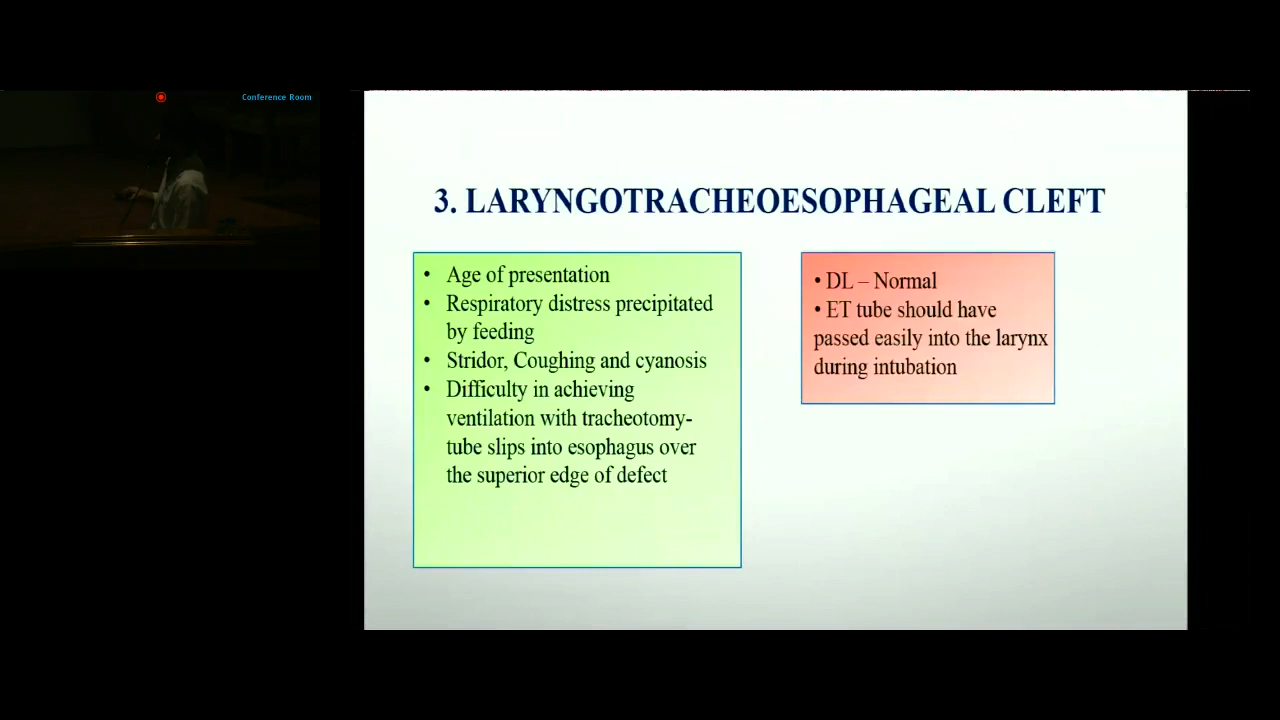 Conference Room
3. LARYNGOTRACHEOESOPHAGEAL CLEFT
• Age of presentation
• Respiratory distress precipitated
by feeding
• Stridor, Coughing and cyanosis
• Difficulty in achieving
ventilation with tracheotomy-
tube slips into esophagus over
the superior edge of defect
• DL – Normal
• ET tube should have
passed easily into the larynx
during intubation